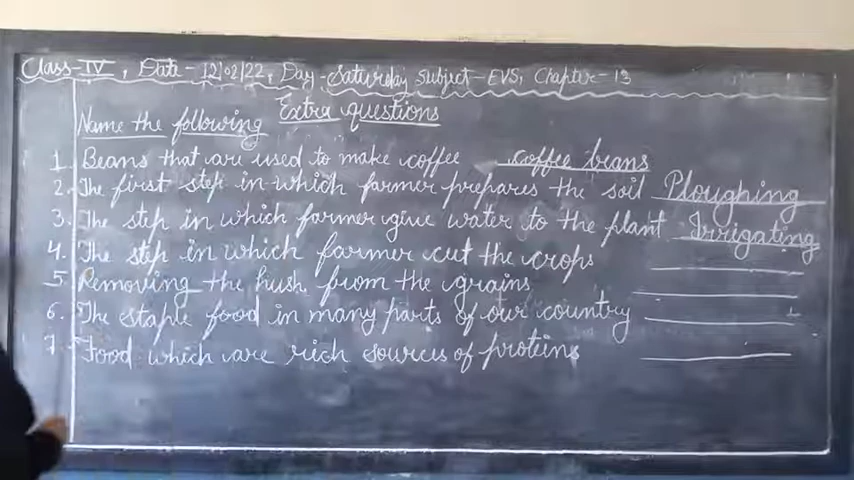 Class-IV, Date-12/02/22, Day-Saturday Subject-EVS, Chapter-13
Extra questions
Name the following
1. Beans that are used to make coffee coffee beans
2. The first step in which farmer prepares the soil Ploughing
3. The step in which farmer give water to the plant Irrigating
4. The step in which farmer cut the crops
5. Removing the husk from the grains
6. The staple food in many parts of our country
7. Food which are rich sources of proteins